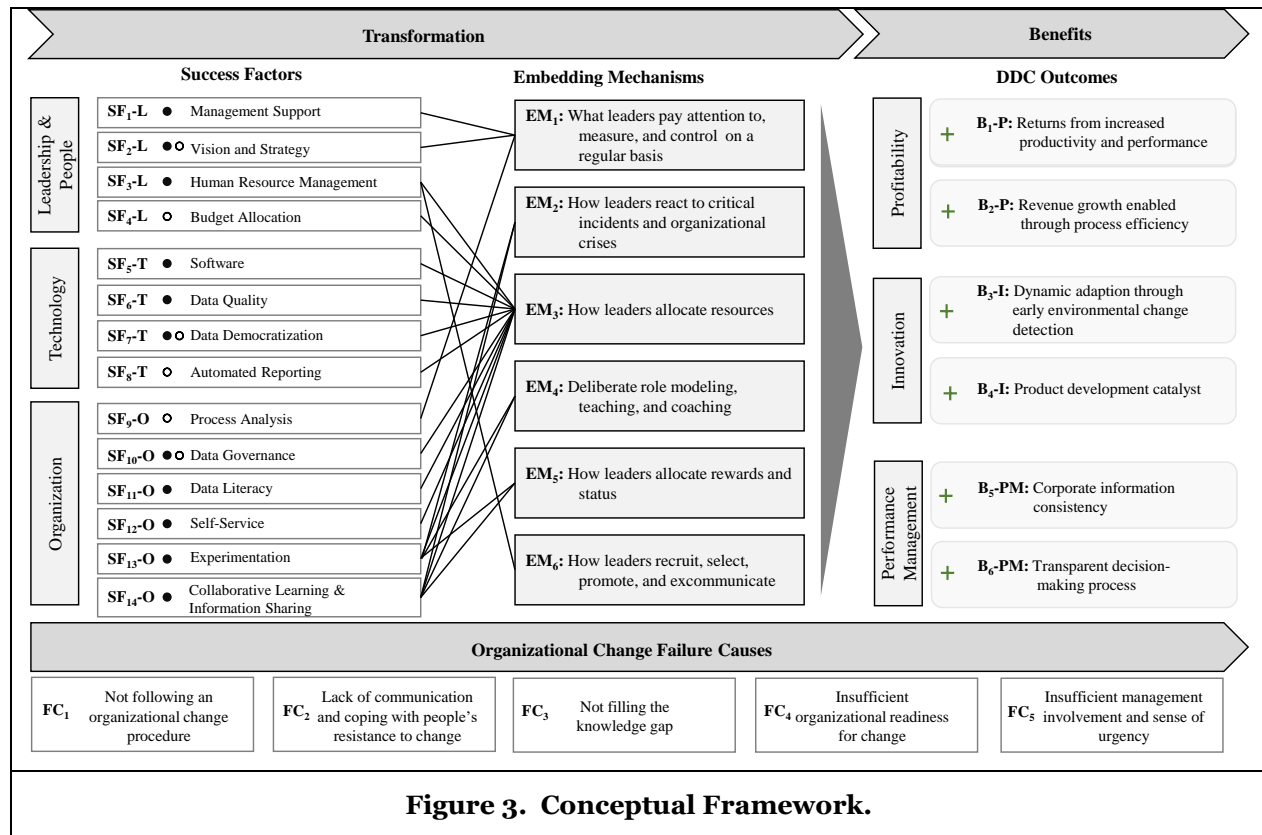 Transformation
Benefits
Success Factors
Embedding Mechanisms
DDC Outcomes
Leadership &
People
SF₁-L ● Management Support
SF₂-L ●○ Vision and Strategy
SF₃-L ● Human Resource Management
SF₄-L ○ Budget Allocation
Technology
SF₅-T ● Software
SF₆-T ● Data Quality
SF₇-T ●○ Data Democratization
SF₈-T ○ Automated Reporting
Organization
SF₉-O ○ Process Analysis
SF₁₀-O ●○ Data Governance
SF₁₁-O ● Data Literacy
SF₁₂-O ● Self-Service
SF₁₃-O ● Experimentation
SF₁₄-O ● Collaborative Learning &
Information Sharing
EM₁: What leaders pay attention to,
measure, and control on a
regular basis
EM₂: How leaders react to critical
incidents and organizational
crises
EM₃: How leaders allocate resources
EM₄: Deliberate role modeling,
teaching, and coaching
EM₅: How leaders allocate rewards and
status
EM₆: How leaders recruit, select,
promote, and excommunicate
Profitability
+ B₁-P: Returns from increased
productivity and performance
+ B₂-P: Revenue growth enabled
through process efficiency
Innovation
+ B₃-I: Dynamic adaption through
early environmental change
detection
+ B₄-I: Product development catalyst
Performance
Management
+ B₅-PM: Corporate information
consistency
+ B₆-PM: Transparent decision-
making process
Organizational Change Failure Causes
FC₁ Not following an
organizational change
procedure
FC₂ Lack of communication
and coping with people's
resistance to change
FC₃ Not filling the
knowledge gap
FC₄ Insufficient
organizational readiness
for change
FC₅ Insufficient management
involvement and sense of
urgency
Figure 3. Conceptual Framework.